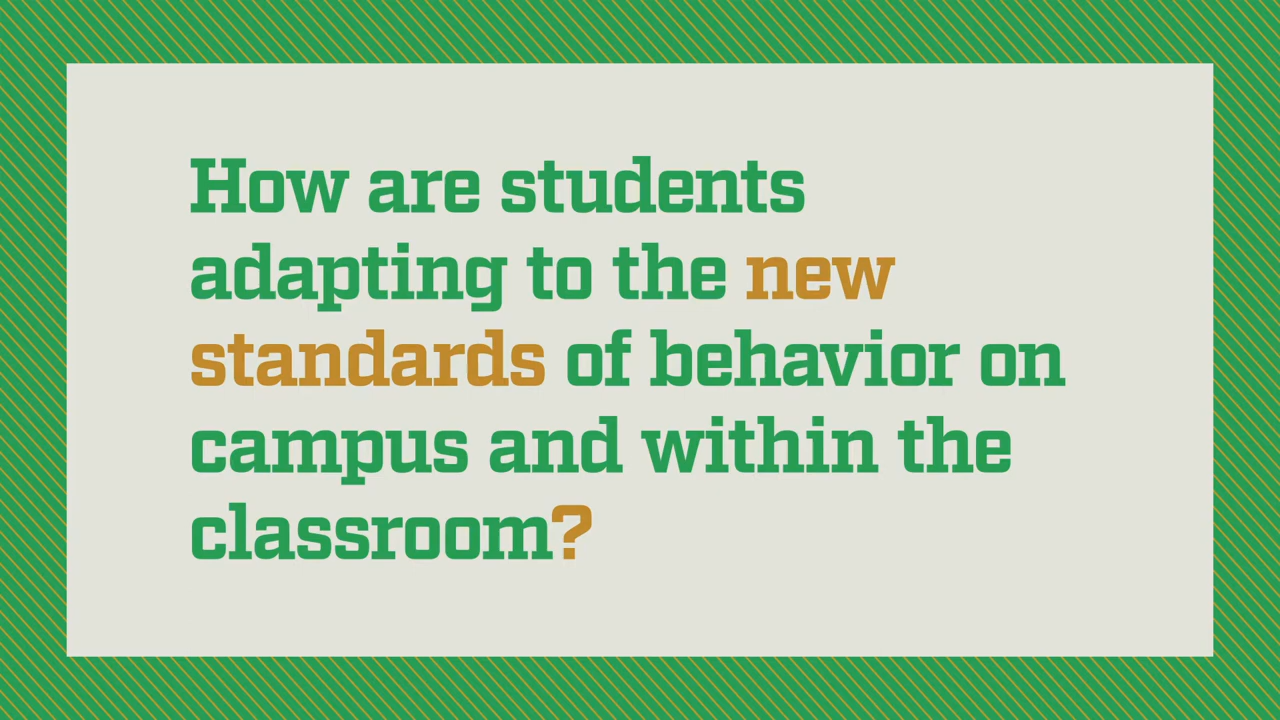 How are students
adapting to the new
standards of behavior on
campus and within the
classroom?